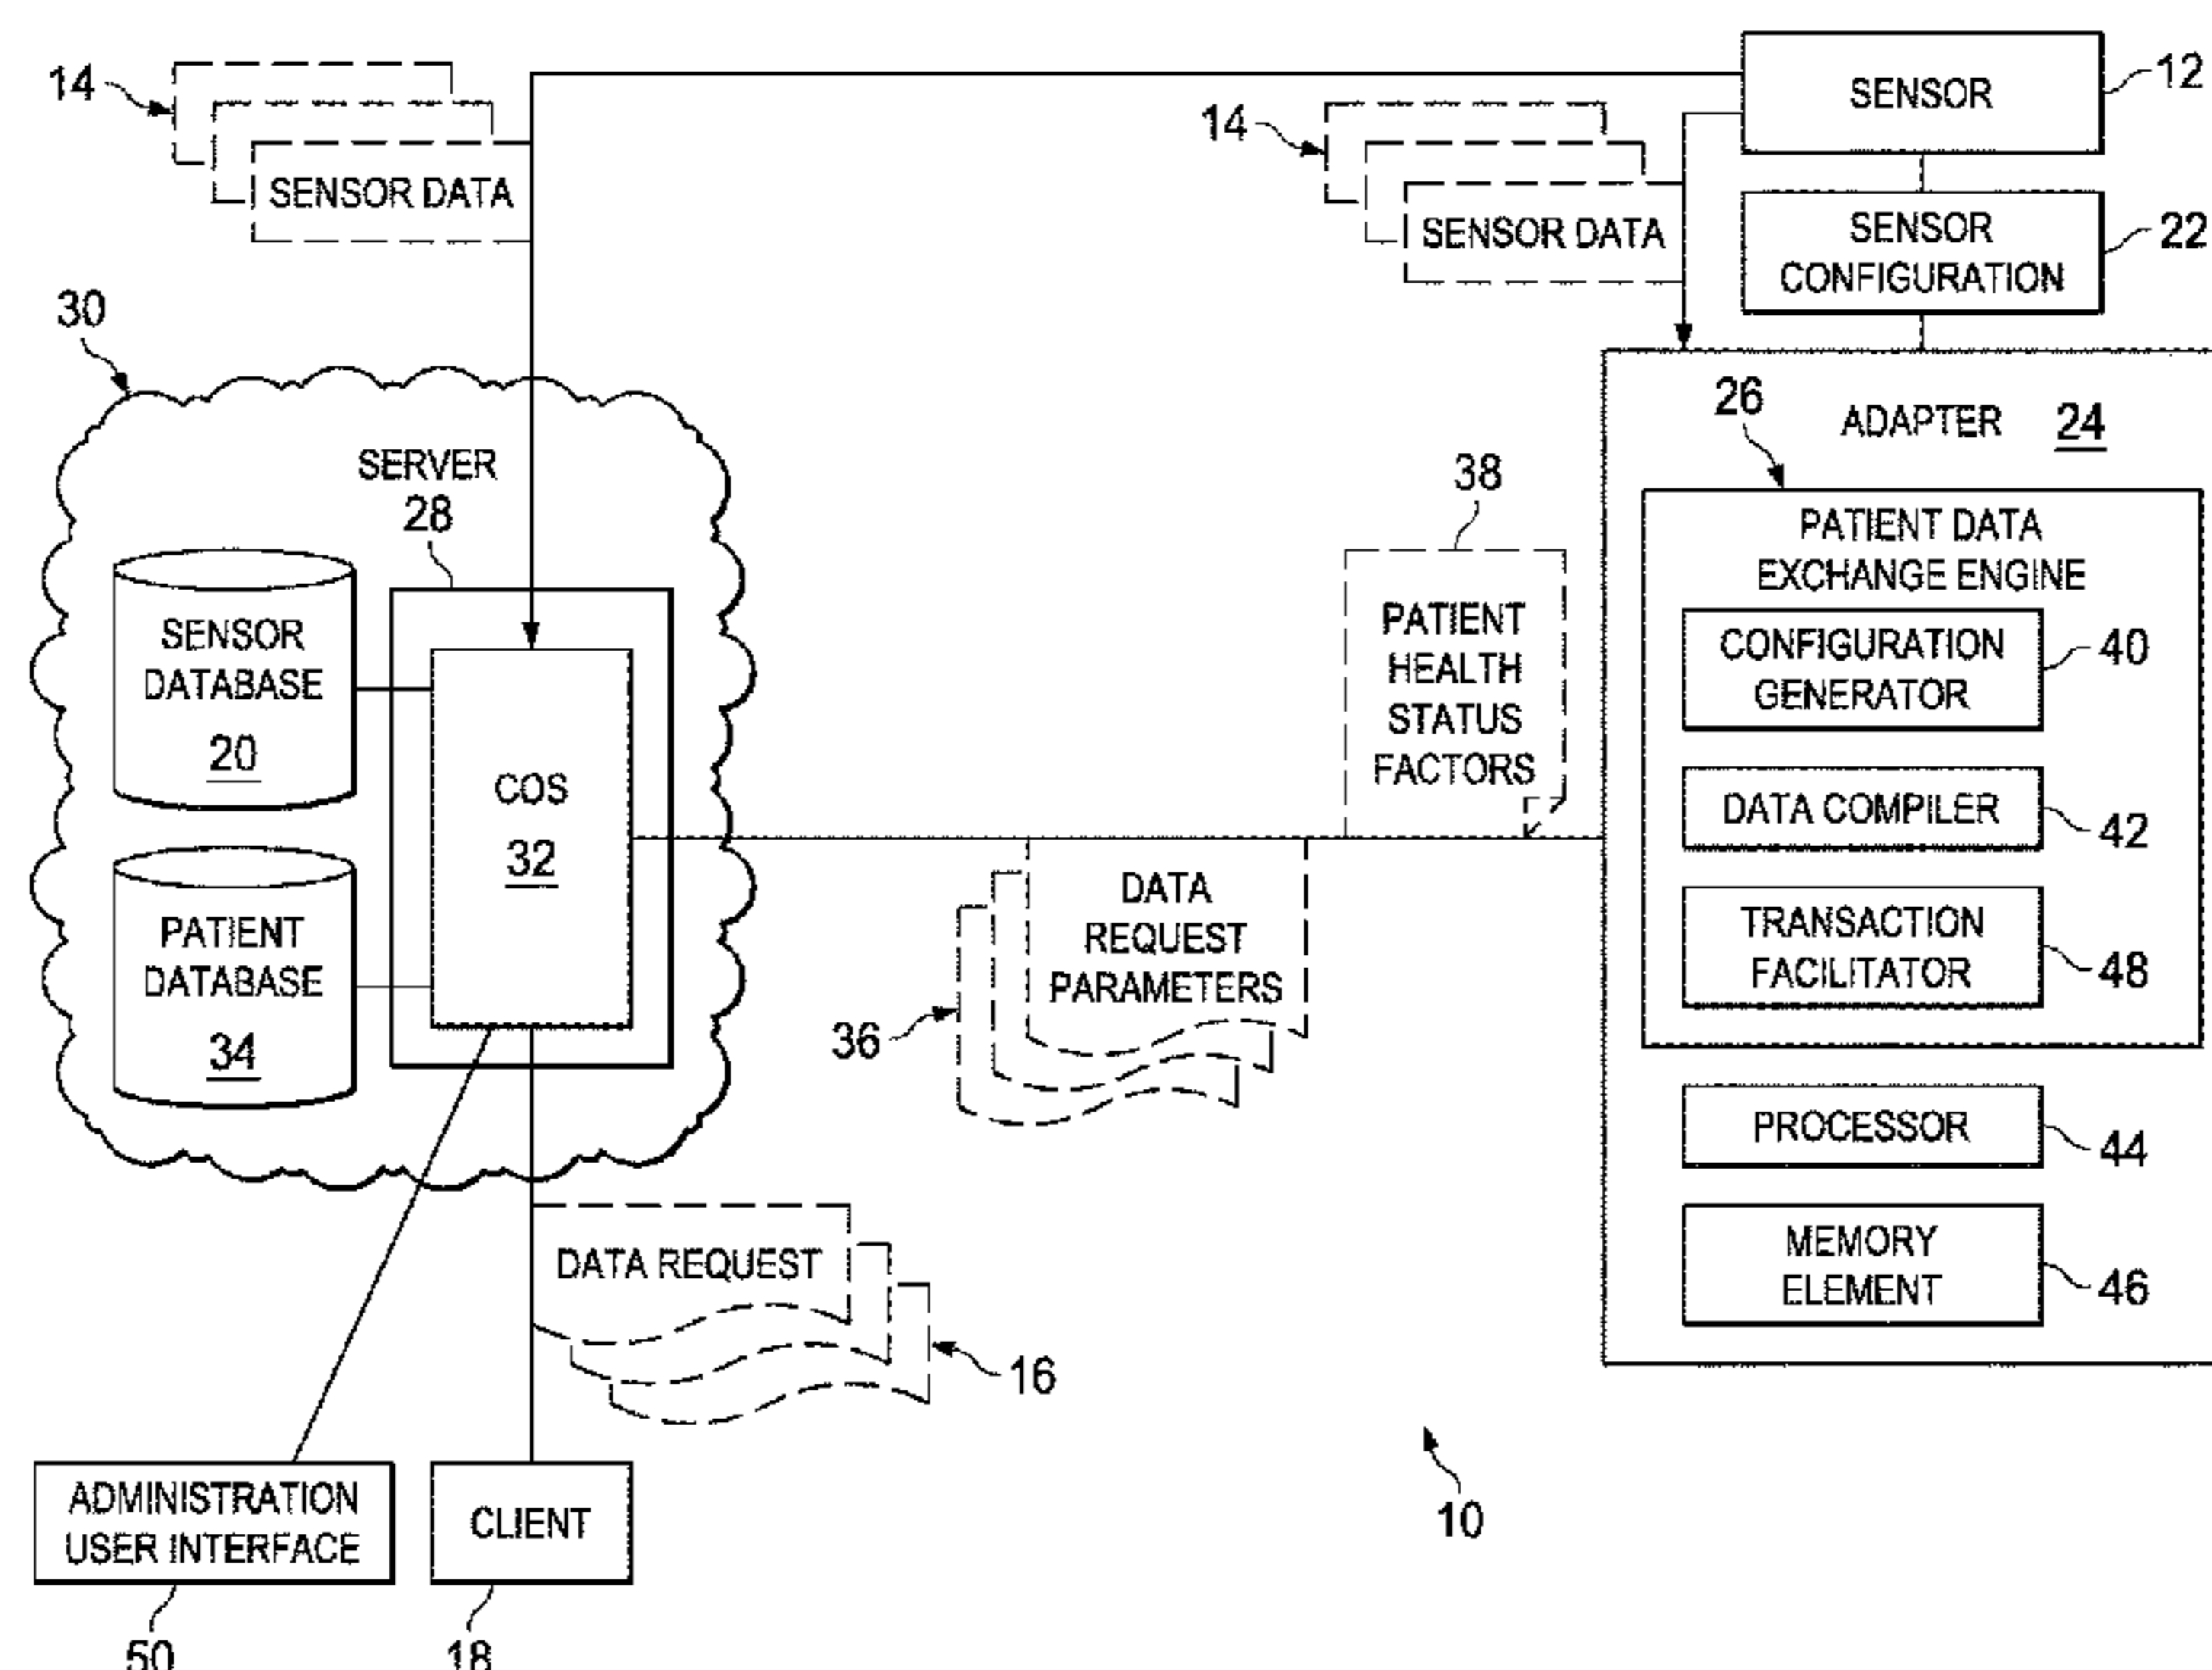 14
SENSOR DATA
14
SENSOR DATA
SENSOR
12
SENSOR
CONFIGURATION
22
30
SERVER
28
SENSOR
DATABASE
20
COS
32
PATIENT
DATABASE
34
38
PATIENT
HEALTH
STATUS
FACTORS
DATA
REQUEST
PARAMETERS
36
ADAPTER 24
26
PATIENT DATA
EXCHANGE ENGINE
CONFIGURATION
GENERATOR
40
DATA COMPILER
42
TRANSACTION
FACILITATOR
48
PROCESSOR
44
MEMORY
ELEMENT
46
DATA REQUEST
16
ADMINISTRATION
USER INTERFACE
50
CLIENT
18
10